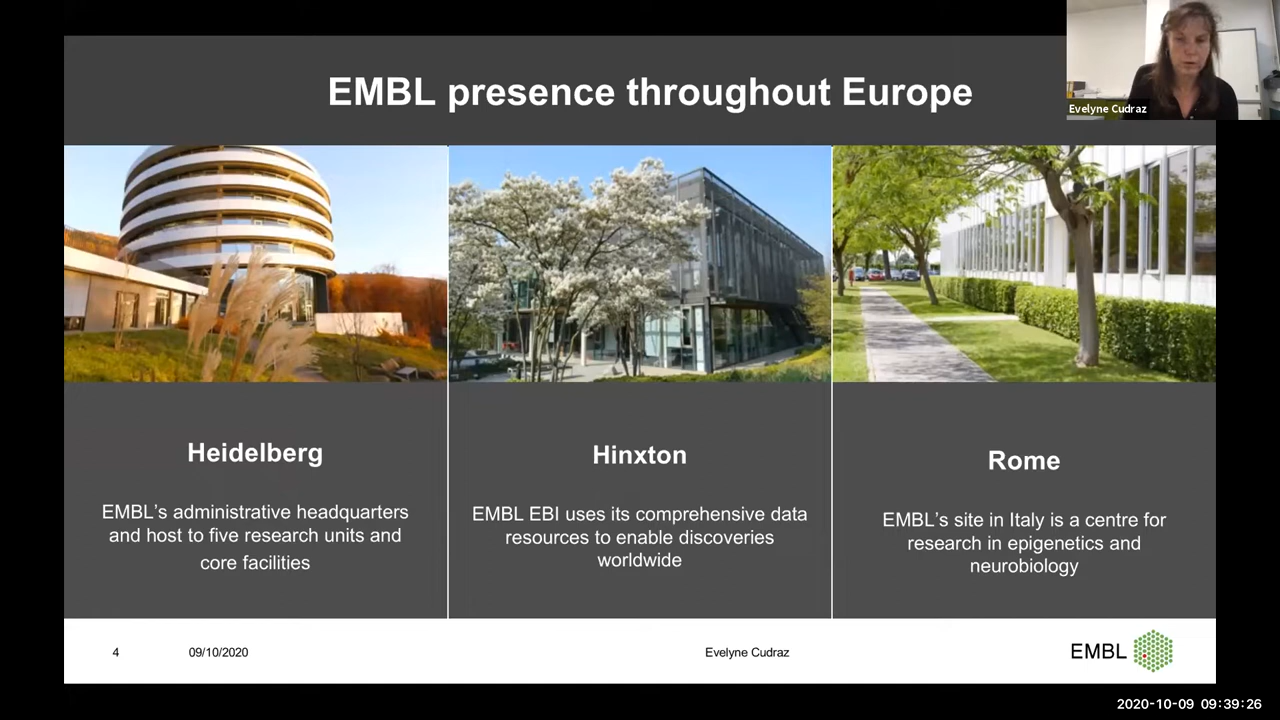 EMBL presence throughout Europe
Evelyne Cudraz
Heidelberg
EMBL’s administrative headquarters
and host to five research units and
core facilities
Hinxton
EMBL EBI uses its comprehensive data
resources to enable discoveries
worldwide
Rome
EMBL’s site in Italy is a centre for
research in epigenetics and
neurobiology
4
09/10/2020
Evelyne Cudraz
EMBL
2020-10-09 09:39:26